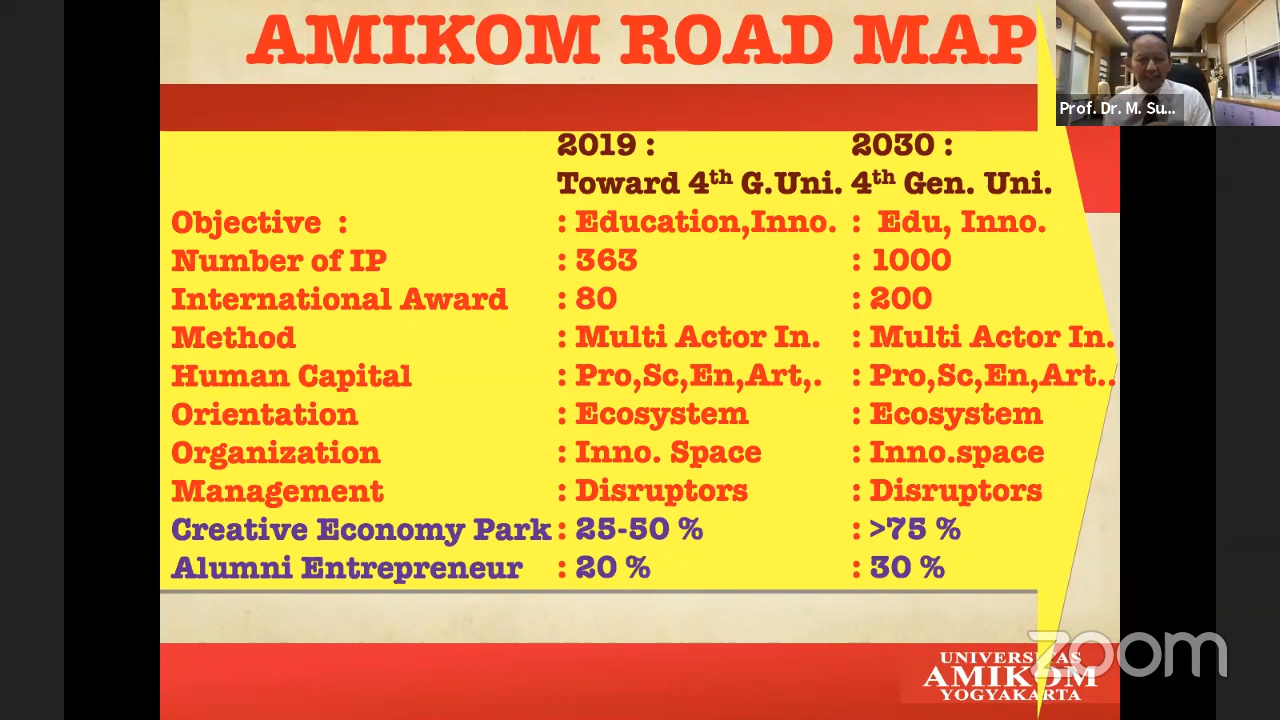 AMIKOM ROAD MAP
Prof. Dr. M. Su...
2019 : 2030 :
Toward 4th G.Uni. 4th Gen. Uni.
Objective : : Education,Inno. : Edu, Inno.
Number of IP : 363 : 1000
International Award : 80 : 200
Method : Multi Actor In. : Multi Actor In.
Human Capital : Pro,Sc,En,Art,. : Pro,Sc,En,Art..
Orientation : Ecosystem : Ecosystem
Organization : Inno. Space : Inno.space
Management : Disruptors : Disruptors
Creative Economy Park : 25-50 % : >75 %
Alumni Entrepreneur : 20 % : 30 %
zoom
UNIVERSITAS
AMIKOM
YOGYAKARTA